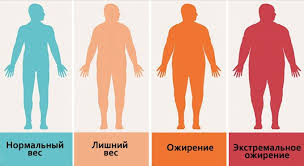 Нормальный
вес
Лишний
вес
Ожирение
Экстремальное
ожирение